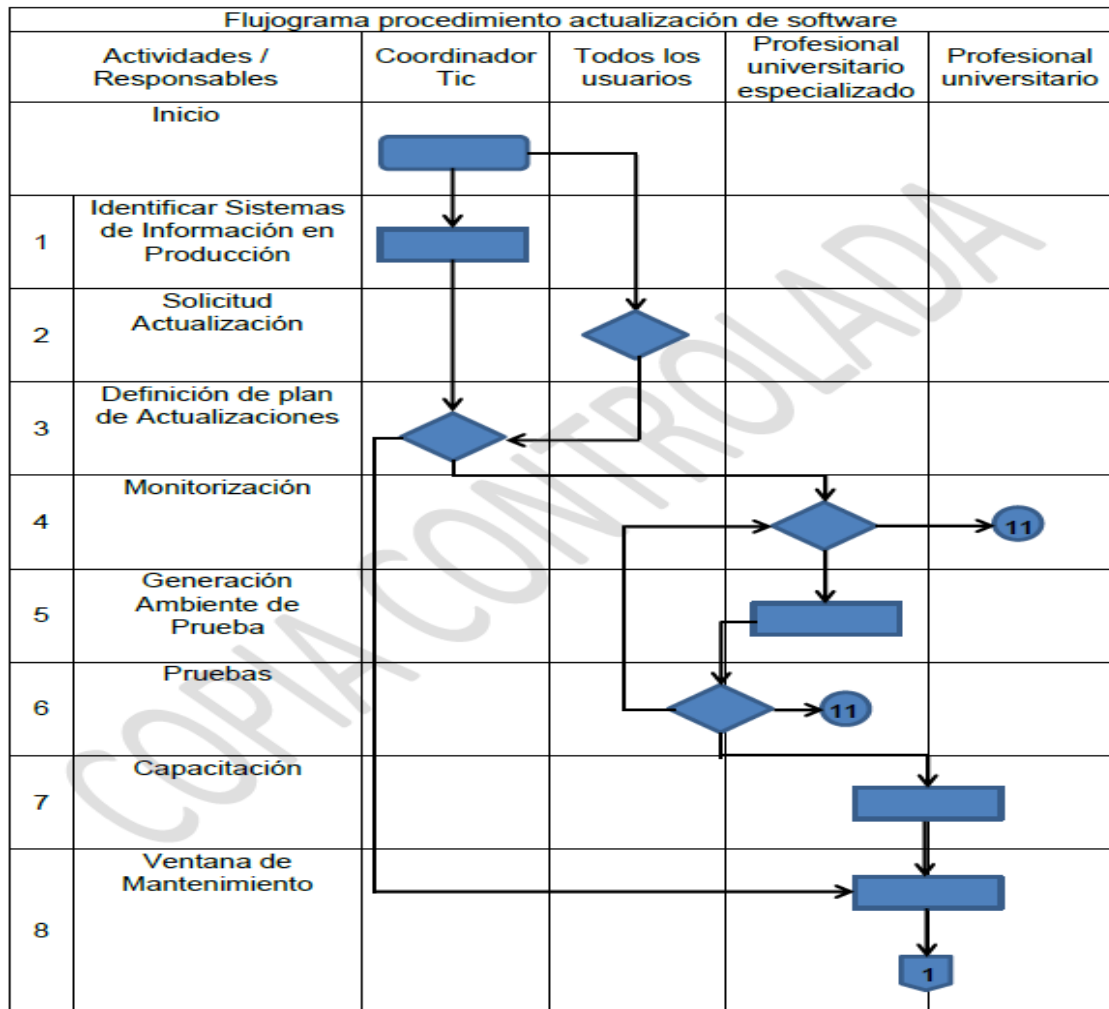 Flujograma procedimiento actualización de software
Actividades /
Responsables
Coordinador
Tic
Todos los
usuarios
Profesional
universitario
especializado
Profesional
universitario
Inicio
1
Identificar Sistemas
de Información en
Producción
2
Solicitud
Actualización
3
Definición de plan
de Actualizaciones
4
Monitorización
11
5
Generación
Ambiente de
Prueba
6
Pruebas
11
7
Capacitación
8
Ventana de
Mantenimiento
1
COPIA CONTROLADA